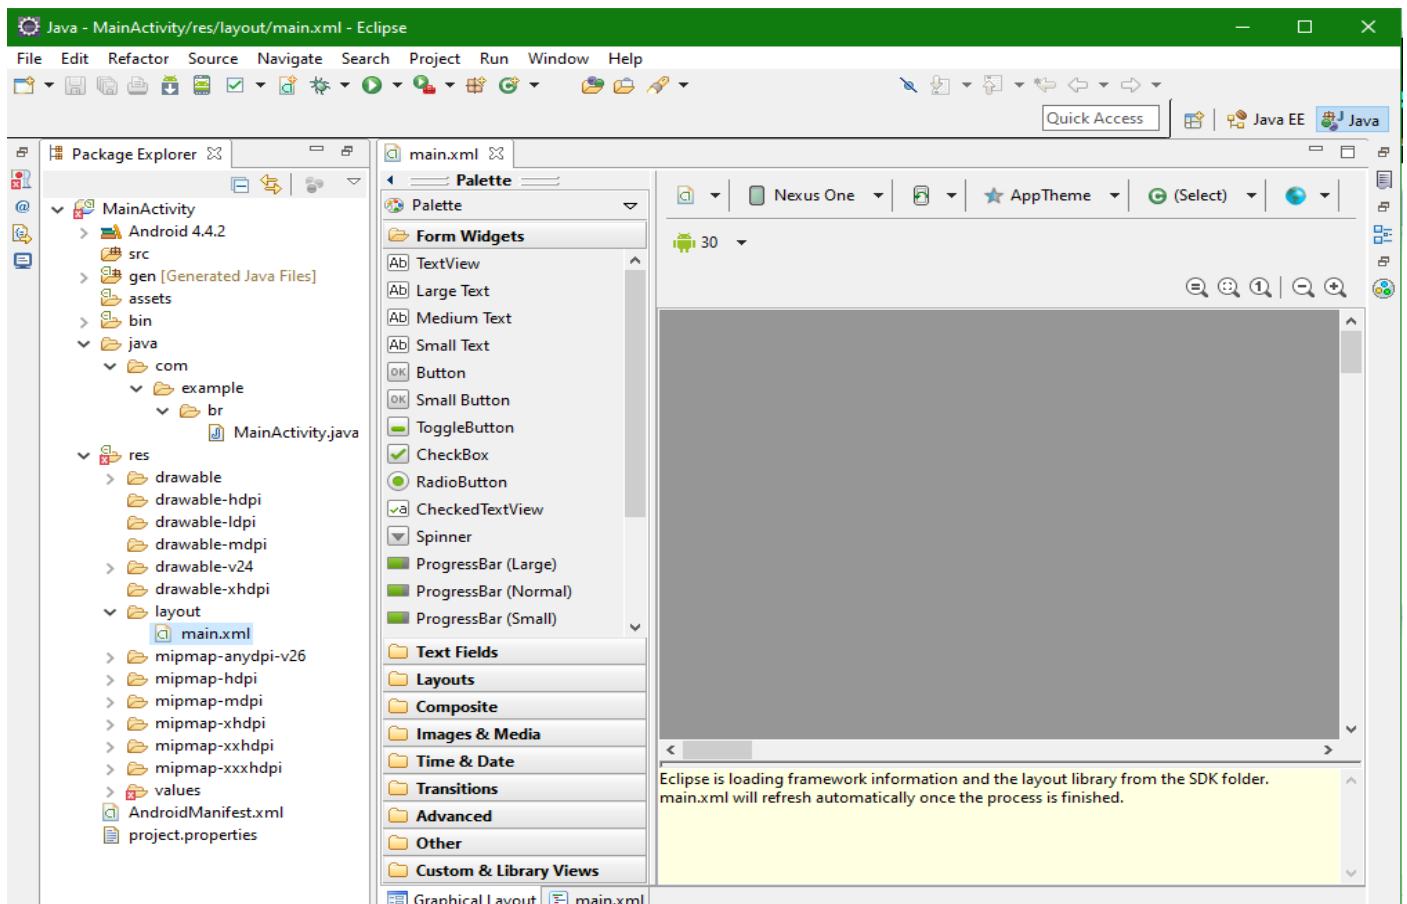 Java - MainActivity/res/layout/main.xml - Eclipse
File Edit Refactor Source Navigate Search Project Run Window Help
Quick Access
Java EE
Java
Package Explorer
MainActivity
Android 4.4.2
src
gen [Generated Java Files]
assets
bin
java
com
example
br
MainActivity.java
res
drawable
drawable-hdpi
drawable-ldpi
drawable-mdpi
drawable-v24
drawable-xhdpi
layout
main.xml
mipmap-anydpi-v26
mipmap-hdpi
mipmap-mdpi
mipmap-xhdpi
mipmap-xxhdpi
mipmap-xxxhdpi
values
AndroidManifest.xml
project.properties
main.xml
Palette
Palette
Form Widgets
Ab TextView
Ab Large Text
Ab Medium Text
Ab Small Text
OK Button
OK Small Button
ToggleButton
CheckBox
RadioButton
a CheckedTextView
Spinner
ProgressBar (Large)
ProgressBar (Normal)
ProgressBar (Small)
Text Fields
Layouts
Composite
Images & Media
Time & Date
Transitions
Advanced
Other
Custom & Library Views
Graphical Layout
main.xml
Nexus One
AppTheme
(Select)
30
Eclipse is loading framework information and the layout library from the SDK folder.
main.xml will refresh automatically once the process is finished.